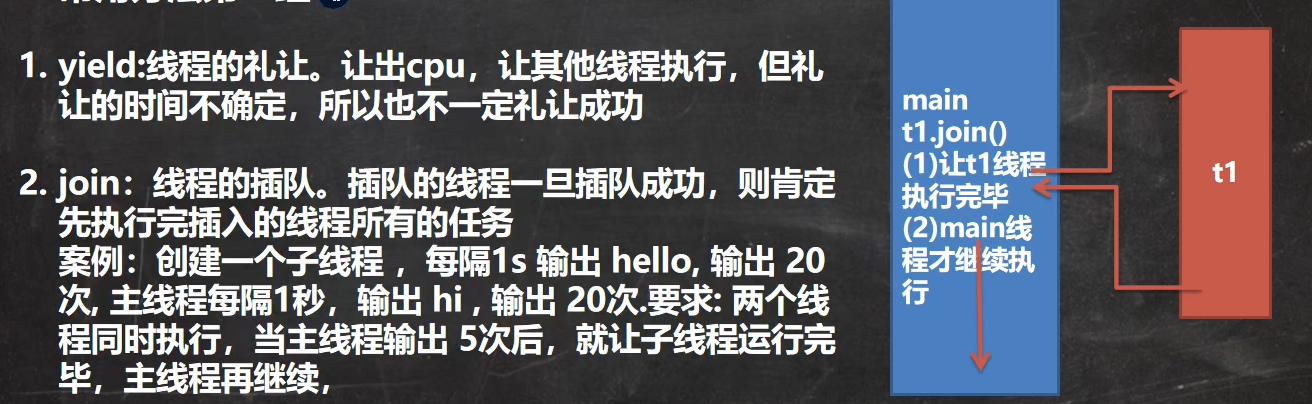 1. yield:线程的礼让。让出cpu，让其他线程执行，但礼
让的时间不确定，所以也不一定礼让成功
2. join：线程的插队。插队的线程一旦插队成功，则肯定
先执行完插入的线程所有的任务
案例：创建一个子线程 ，每隔1s 输出 hello, 输出 20
次, 主线程每隔1秒，输出 hi , 输出 20次.要求: 两个线
程同时执行，当主线程输出 5次后，就让子线程运行完
毕，主线程再继续，
main
t1.join()
(1)让t1线程
执行完毕
(2)main线
程才继续执
行
t1